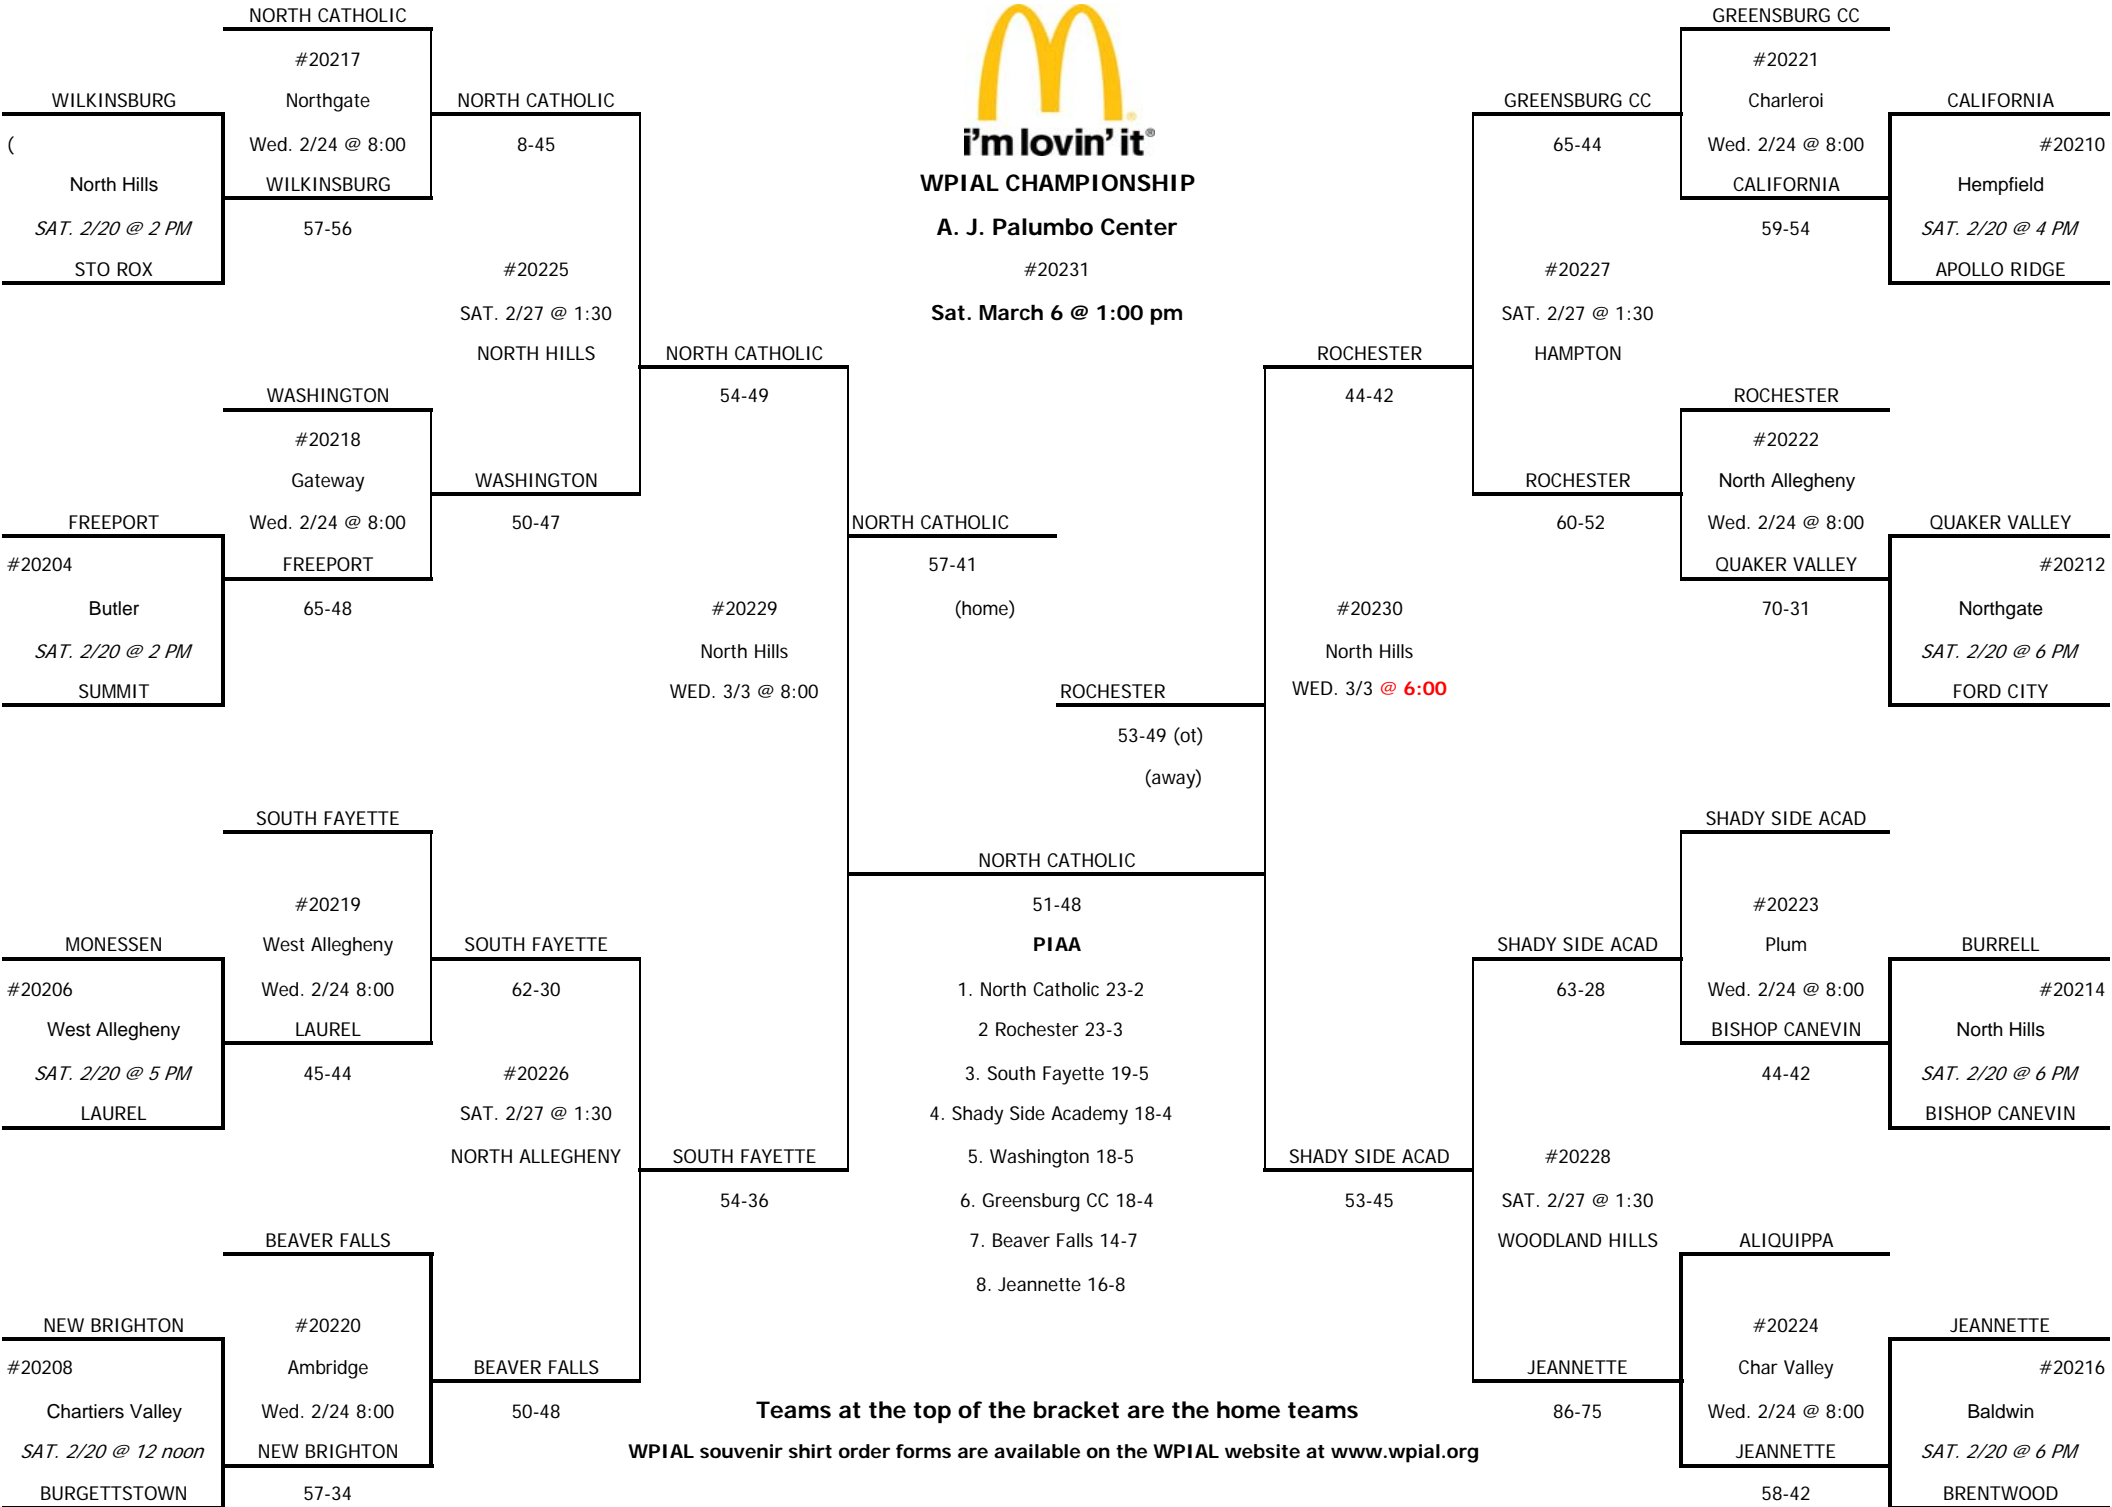 NORTH CATHOLIC
#20217
WILKINSBURG
Northgate
NORTH CATHOLIC
(
Wed. 2/24 @ 8:00
8-45
North Hills
WILKINSBURG
SAT. 2/20 @ 2 PM
57-56
STO ROX
#20225
SAT. 2/27 @ 1:30
NORTH HILLS
NORTH CATHOLIC
WASHINGTON
54-49
#20218
Gateway
WASHINGTON
FREEPORT
Wed. 2/24 @ 8:00
50-47
NORTH CATHOLIC
#20204
FREEPORT
57-41
Butler
65-48
#20229
(home)
SAT. 2/20 @ 2 PM
North Hills
SUMMIT
WED. 3/3 @ 8:00
SOUTH FAYETTE
#20219
MONESSEN
West Allegheny
SOUTH FAYETTE
#20206
Wed. 2/24 8:00
62-30
West Allegheny
LAUREL
SAT. 2/20 @ 5 PM
45-44
#20226
LAUREL
SAT. 2/27 @ 1:30
NORTH ALLEGHENY
SOUTH FAYETTE
54-36
BEAVER FALLS
NEW BRIGHTON
#20220
#20208
Ambridge
BEAVER FALLS
Chartiers Valley
Wed. 2/24 8:00
50-48
SAT. 2/20 @ 12 noon
NEW BRIGHTON
BURGETTSTOWN
57-34
i'm lovin' it®
WPIAL CHAMPIONSHIP
A. J. Palumbo Center
#20231
Sat. March 6 @ 1:00 pm
ROCHESTER
53-49 (ot)
(away)
NORTH CATHOLIC
51-48
PIAA
1. North Catholic 23-2
2 Rochester 23-3
3. South Fayette 19-5
4. Shady Side Academy 18-4
5. Washington 18-5
6. Greensburg CC 18-4
7. Beaver Falls 14-7
8. Jeannette 16-8
Teams at the top of the bracket are the home teams
WPIAL souvenir shirt order forms are available on the WPIAL website at www.wpial.org
GREENSBURG CC
#20221
GREENSBURG CC
Charleroi
CALIFORNIA
65-44
Wed. 2/24 @ 8:00
#20210
CALIFORNIA
Hempfield
59-54
SAT. 2/20 @ 4 PM
#20227
APOLLO RIDGE
SAT. 2/27 @ 1:30
ROCHESTER
HAMPTON
44-42
ROCHESTER
#20222
ROCHESTER
North Allegheny
60-52
Wed. 2/24 @ 8:00
QUAKER VALLEY
QUAKER VALLEY
#20212
#20230
70-31
Northgate
North Hills
SAT. 2/20 @ 6 PM
WED. 3/3 @ 6:00
FORD CITY
SHADY SIDE ACAD
#20223
SHADY SIDE ACAD
Plum
BURRELL
63-28
Wed. 2/24 @ 8:00
#20214
BISHOP CANEVIN
North Hills
44-42
SAT. 2/20 @ 6 PM
BISHOP CANEVIN
SHADY SIDE ACAD
#20228
53-45
SAT. 2/27 @ 1:30
WOODLAND HILLS
ALIQUIPPA
#20224
JEANNETTE
JEANNETTE
Char Valley
#20216
86-75
Wed. 2/24 @ 8:00
Baldwin
JEANNETTE
SAT. 2/20 @ 6 PM
58-42
BRENTWOOD